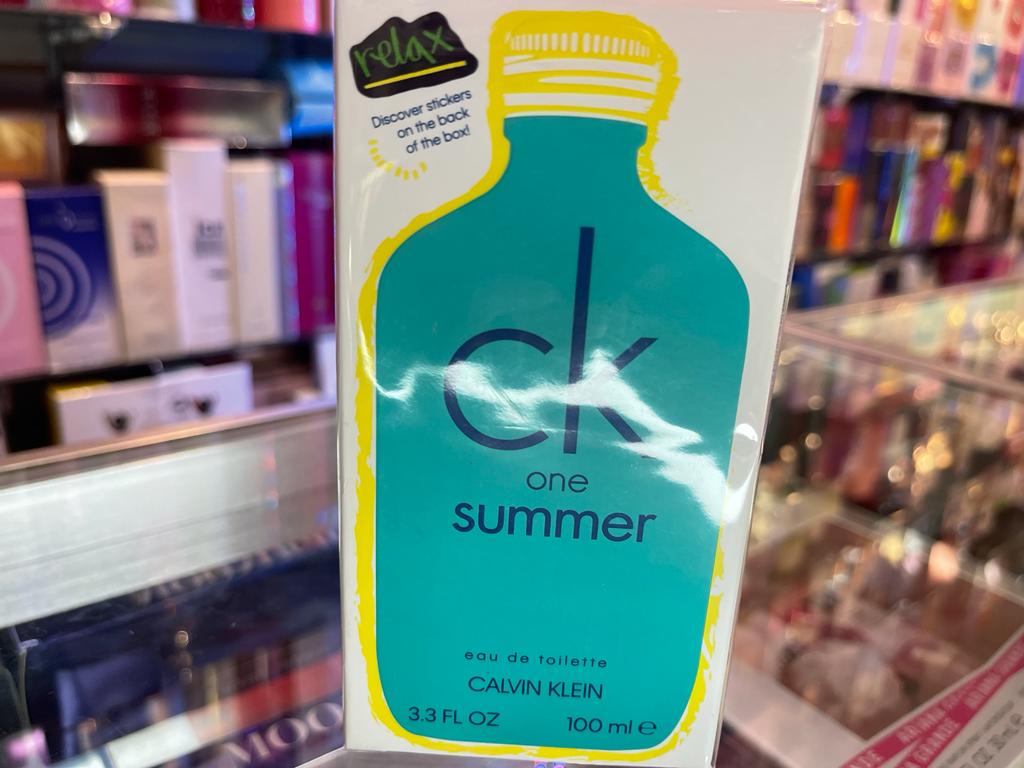 relax
Discover stickers
on the back
of the box!
ck
one
summer
eau de toilette
CALVIN KLEIN
3.3 FL OZ 100 ml ℮
MOO